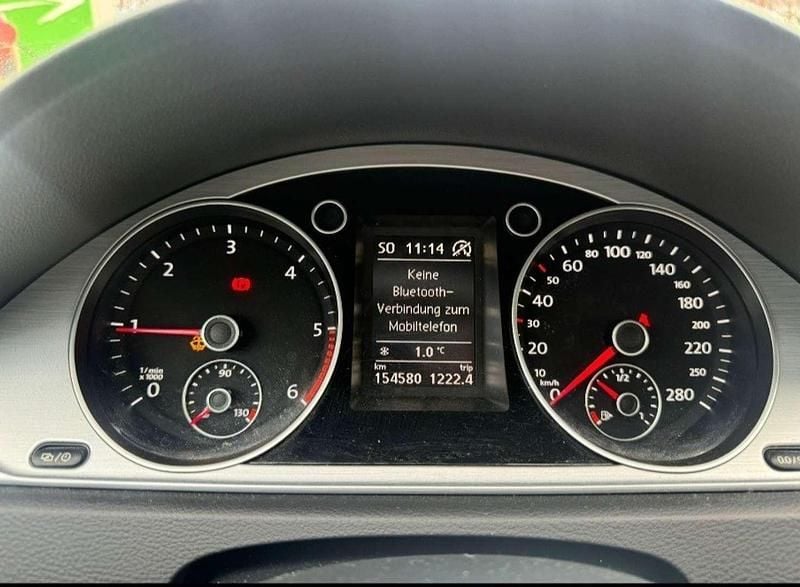 SO 11:14
Keine
Bluetooth-
Verbindung zum
Mobiltelefon
1.0 °C
km trip
154580 1222.4
0 1 2 3 4 5 6
1/min
x 1000
90
130
0 10 20 30 40 50 60 80 100 120 140 160 180 200 220 250 280
km/h
1/2
1